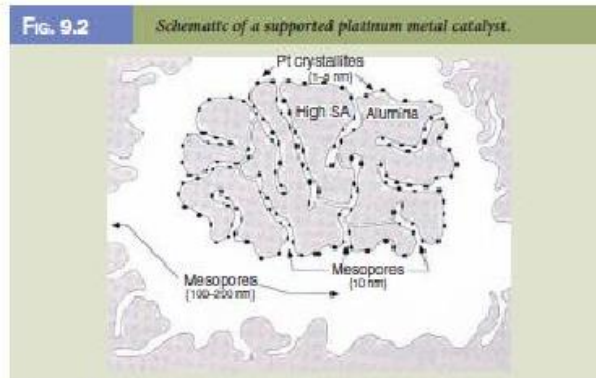 FIG. 9.2
Schematic of a supported platinum metal catalyst.
Pt crystallites
High SA
Alumina
Mesopores
(10 nm)
Mesopores
(100-200 nm)